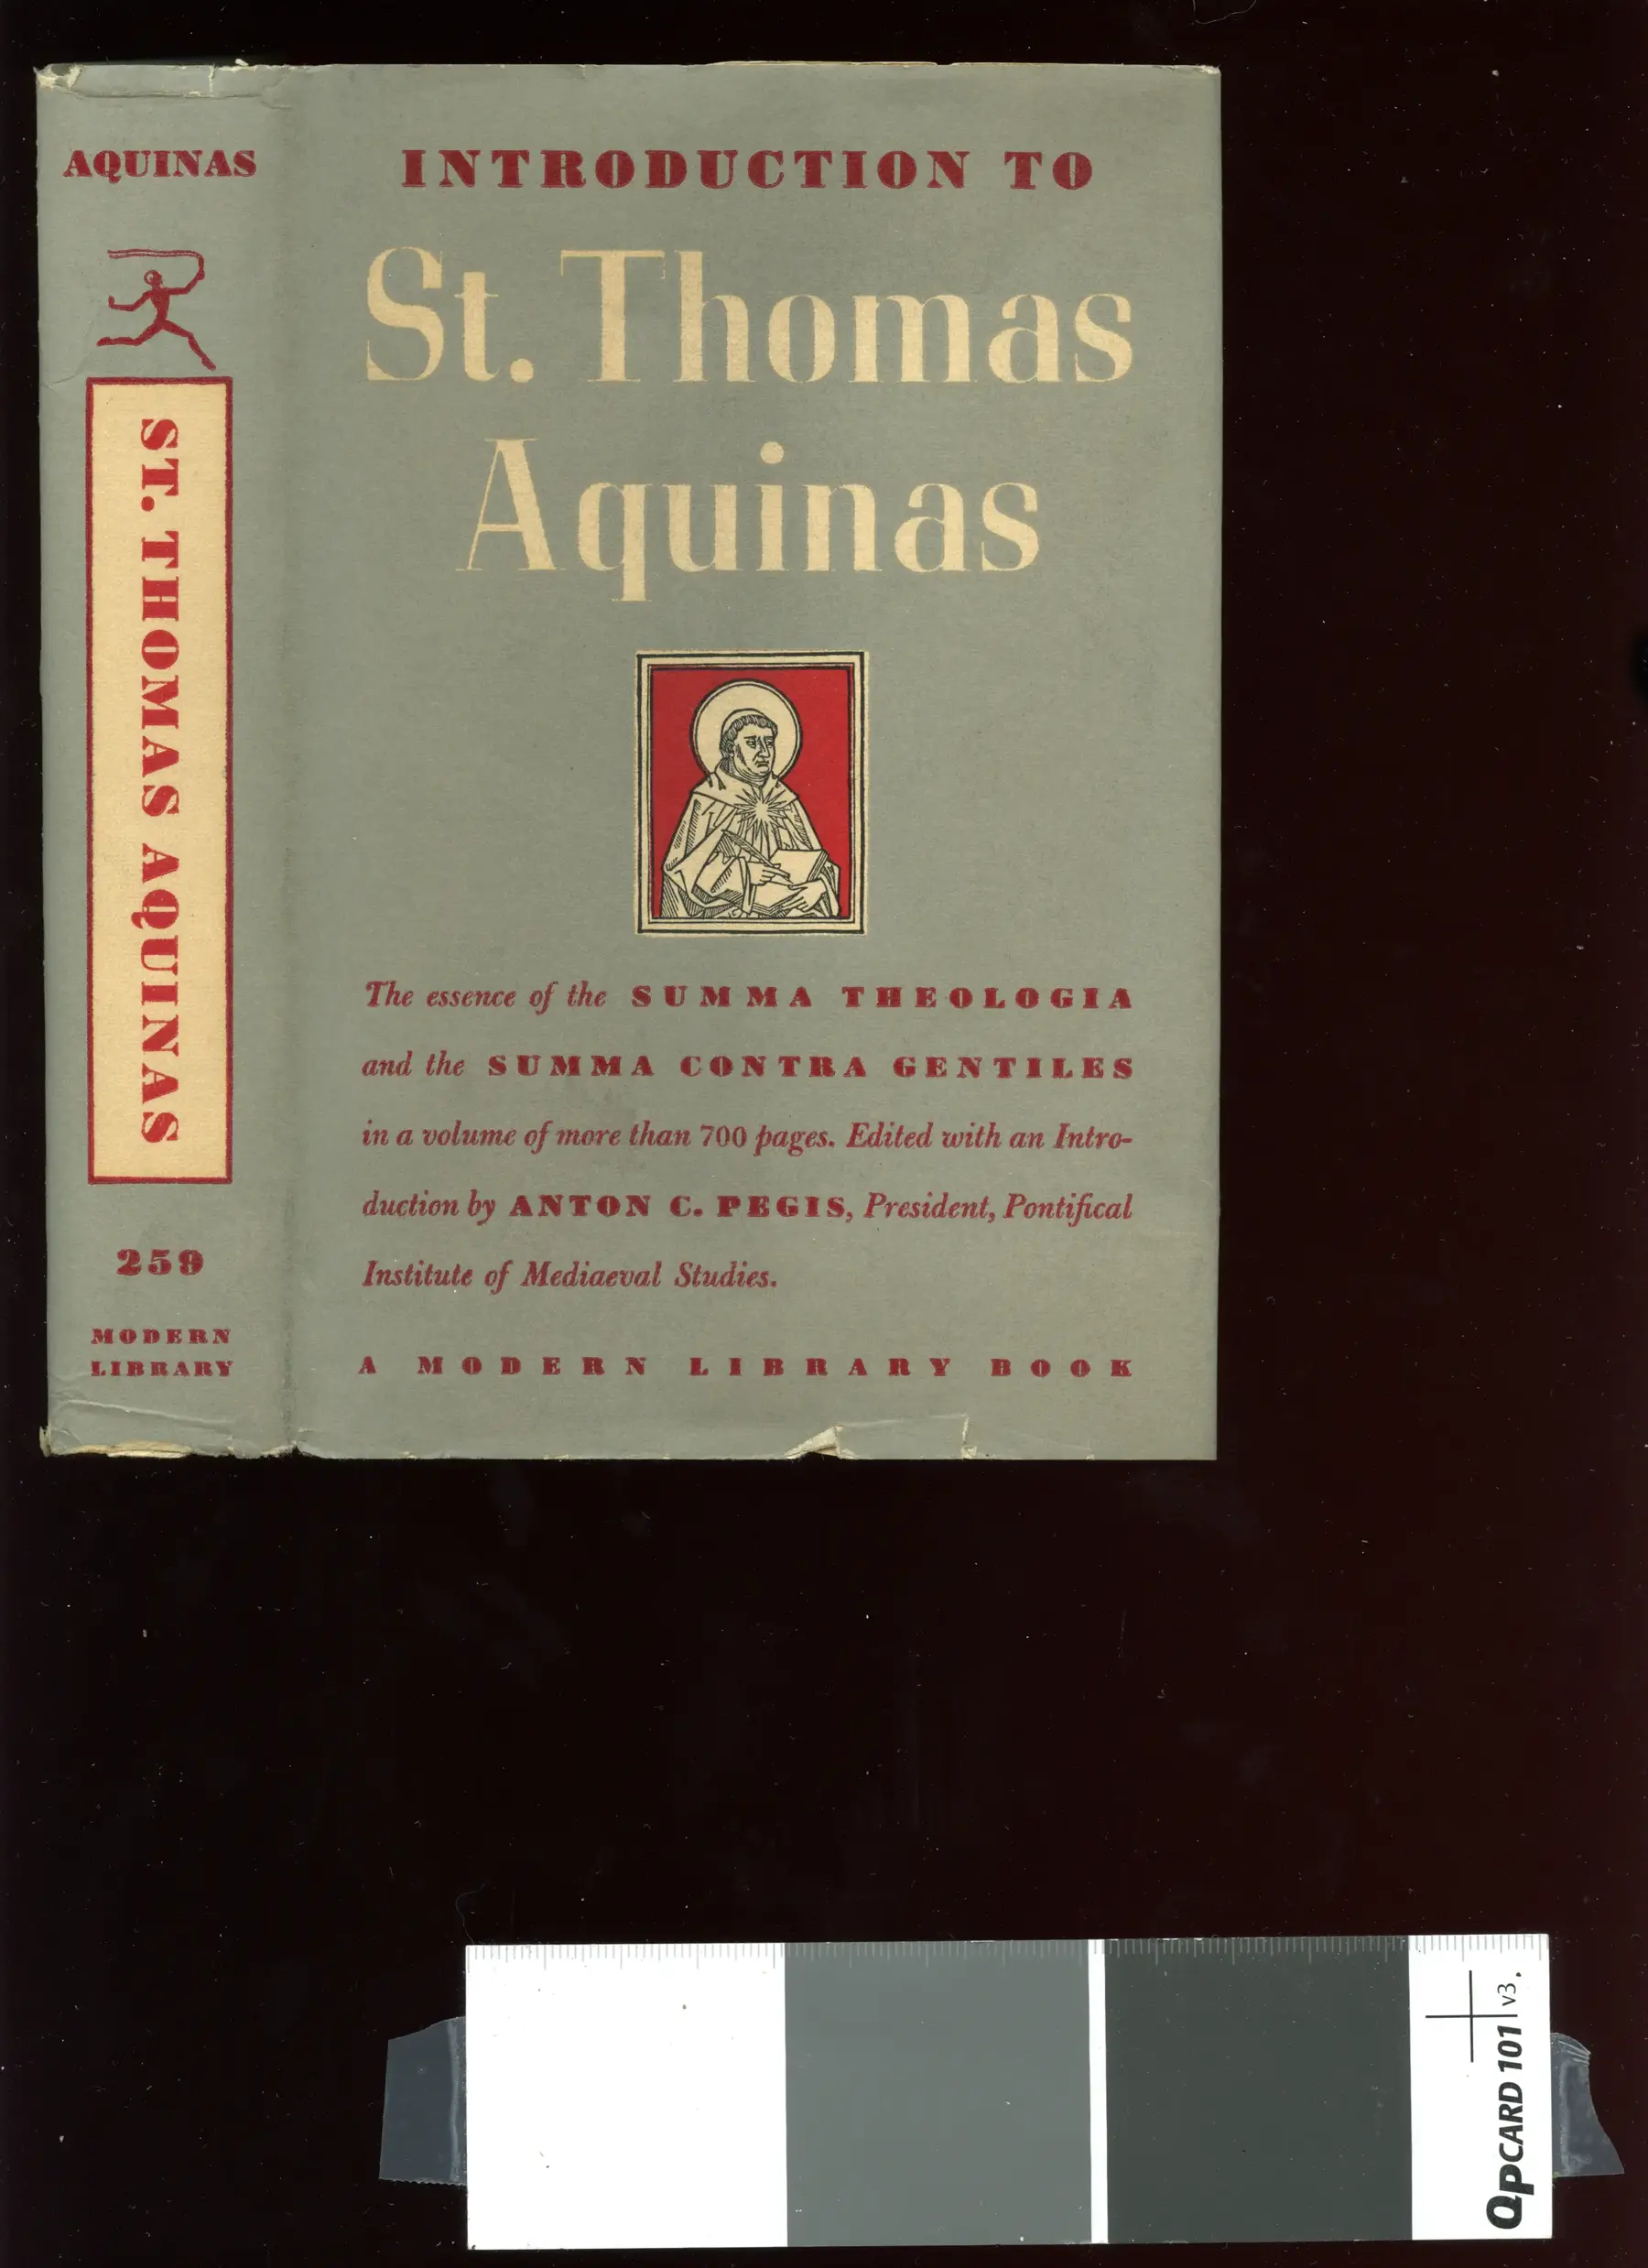 AQUINAS
ST. THOMAS AQUINAS
259
MODERN
LIBRARY
INTRODUCTION TO
St. Thomas
Aquinas
The essence of the SUMMA THEOLOGIA
and the SUMMA CONTRA GENTILES
in a volume of more than 700 pages. Edited with an Intro-
duction by ANTON C. PEGIS, President, Pontifical
Institute of Mediaeval Studies.
A MODERN LIBRARY BOOK
QPCARD 101 v3.